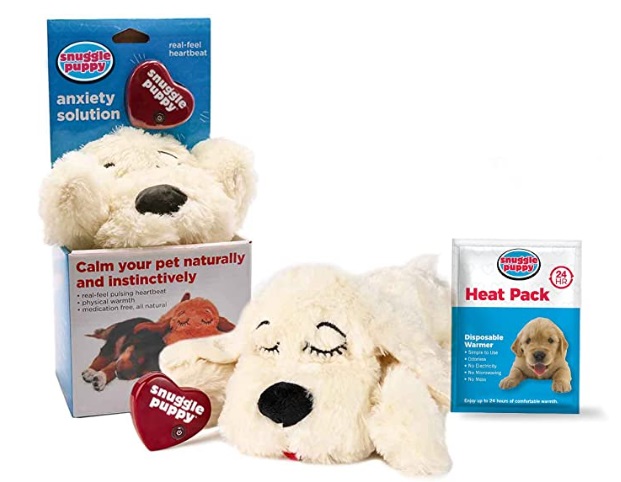 snuggle
puppy
real-feel
heartbeat
anxiety
solution
snuggle
puppy
Calm your pet naturally
and instinctively
• real-feel pulsing heartbeat
• physical warmth
• medication free, all natural
snuggle
puppy
snuggle
puppy
24
HR
Heat Pack
Disposable
Warmer
• Simple to Use
• Odorless
• No Electricity
• No Microwaving
• No Mess
Enjoy up to 24 hours of comfortable warmth.